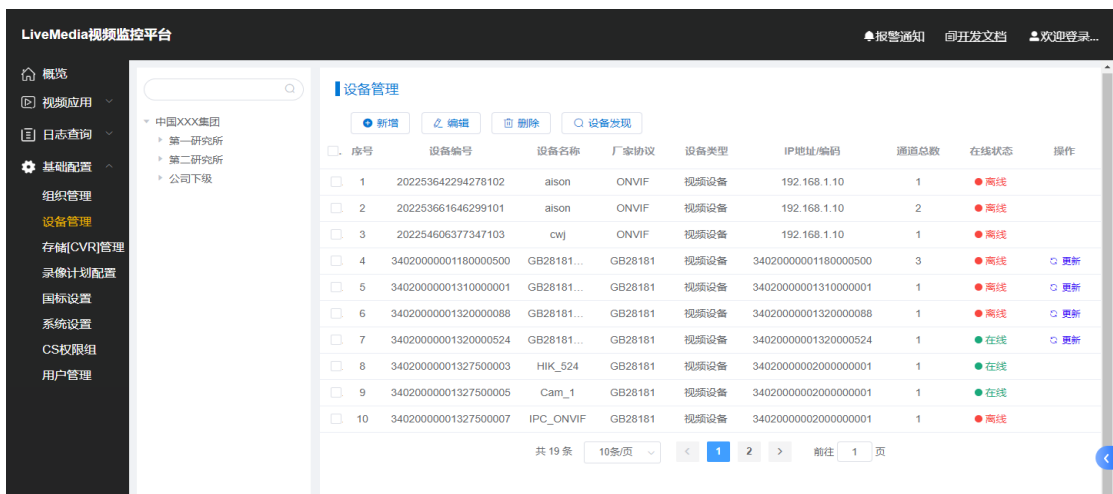 LiveMedia视频监控平台 报警通知 开发文档 欢迎登录...
概览
视频应用
日志查询
基础配置
组织管理
设备管理
存储[CVR]管理
录像计划配置
国标设置
系统设置
CS权限组
用户管理
中国XXX集团
第一研究所
第二研究所
公司下级
设备管理
新增 编辑 删除 设备发现
序号 设备编号 设备名称 厂家协议 设备类型 IP地址/编码 通道总数 在线状态 操作
1 202253642294278102 aison ONVIF 视频设备 192.168.1.10 1 离线
2 202253661646299101 aison ONVIF 视频设备 192.168.1.10 2 离线
3 202254606377347103 cwj ONVIF 视频设备 192.168.1.10 1 离线
4 34020000001180000500 GB28181... GB28181 视频设备 34020000001180000500 3 离线 更新
5 34020000001310000001 GB28181... GB28181 视频设备 34020000001310000001 1 离线 更新
6 34020000001320000088 GB28181... GB28181 视频设备 34020000001320000088 1 离线 更新
7 34020000001320000524 GB28181... GB28181 视频设备 34020000001320000524 1 在线 更新
8 34020000001327500003 HIK_524 GB28181 视频设备 34020000002000000001 1 在线
9 34020000001327500005 Cam_1 GB28181 视频设备 34020000002000000001 1 在线
10 34020000001327500007 IPC_ONVIF GB28181 视频设备 34020000002000000001 1 离线
共 19 条 10条/页 1 2 前往 1 页